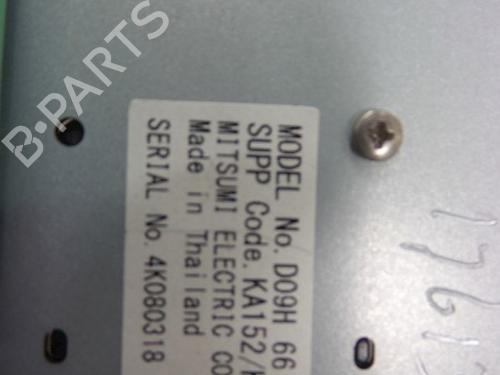 B-PARTS
MODEL No. D09H 66
SUPP Code. KA152/
MITSUMI ELECTRIC CO
Made in Thailand
SERIAL No. 4K080318